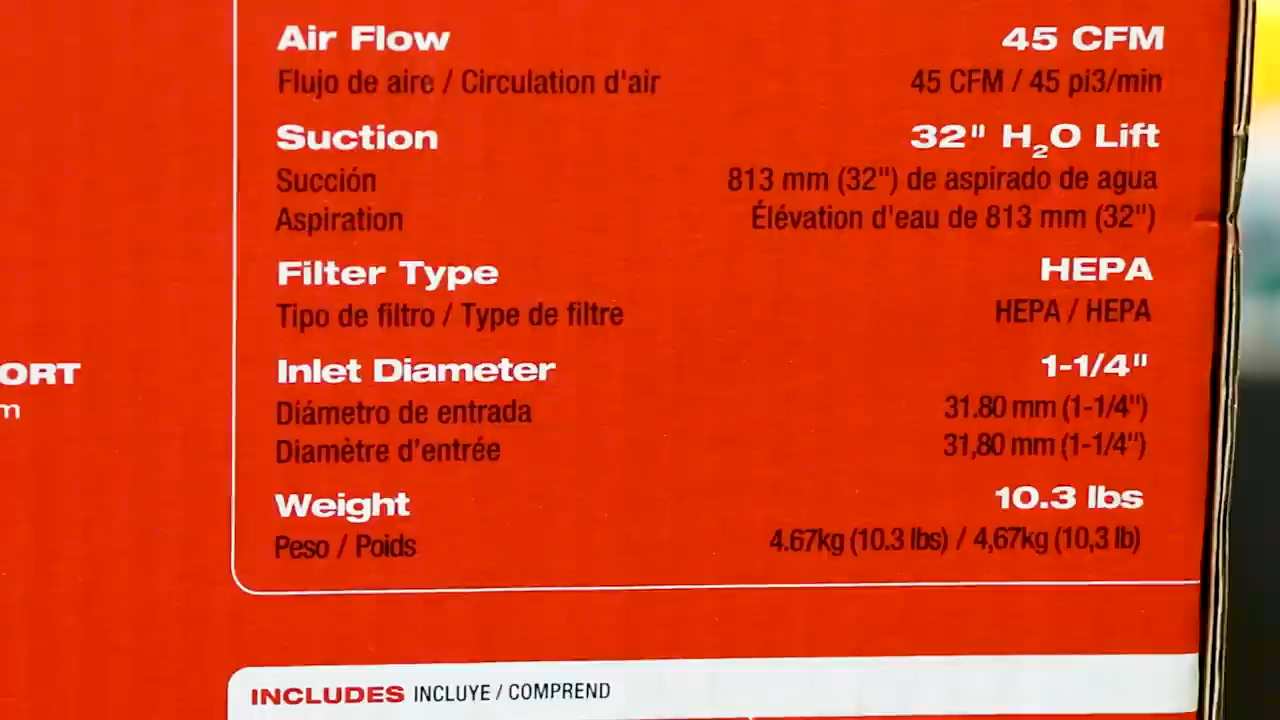 Air Flow 45 CFM
Flujo de aire / Circulation d'air 45 CFM / 45 pi3/min
Suction 32" H₂O Lift
Succión 813 mm (32") de aspirado de agua
Aspiration Élévation d'eau de 813 mm (32")
Filter Type HEPA
Tipo de filtro / Type de filtre HEPA / HEPA
Inlet Diameter 1-1/4"
ORT
Diámetro de entrada 31.80 mm (1-1/4")
m
Diamètre d'entrée 31,80 mm (1-1/4")
Weight 10.3 lbs
Peso / Poids 4.67kg (10.3 lbs) / 4,67kg (10,3 lb)
INCLUDES INCLUYE / COMPREND